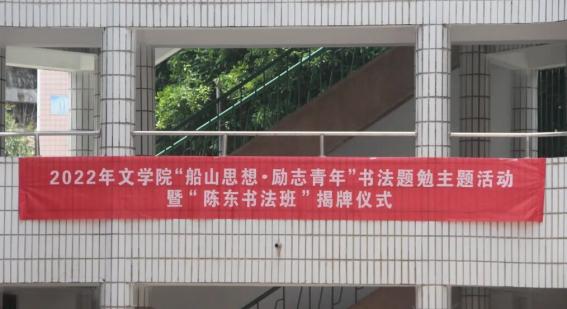 2022年文学院“船山思想·励志青年”书法题勉主题活动
暨“陈东书法班”揭牌仪式